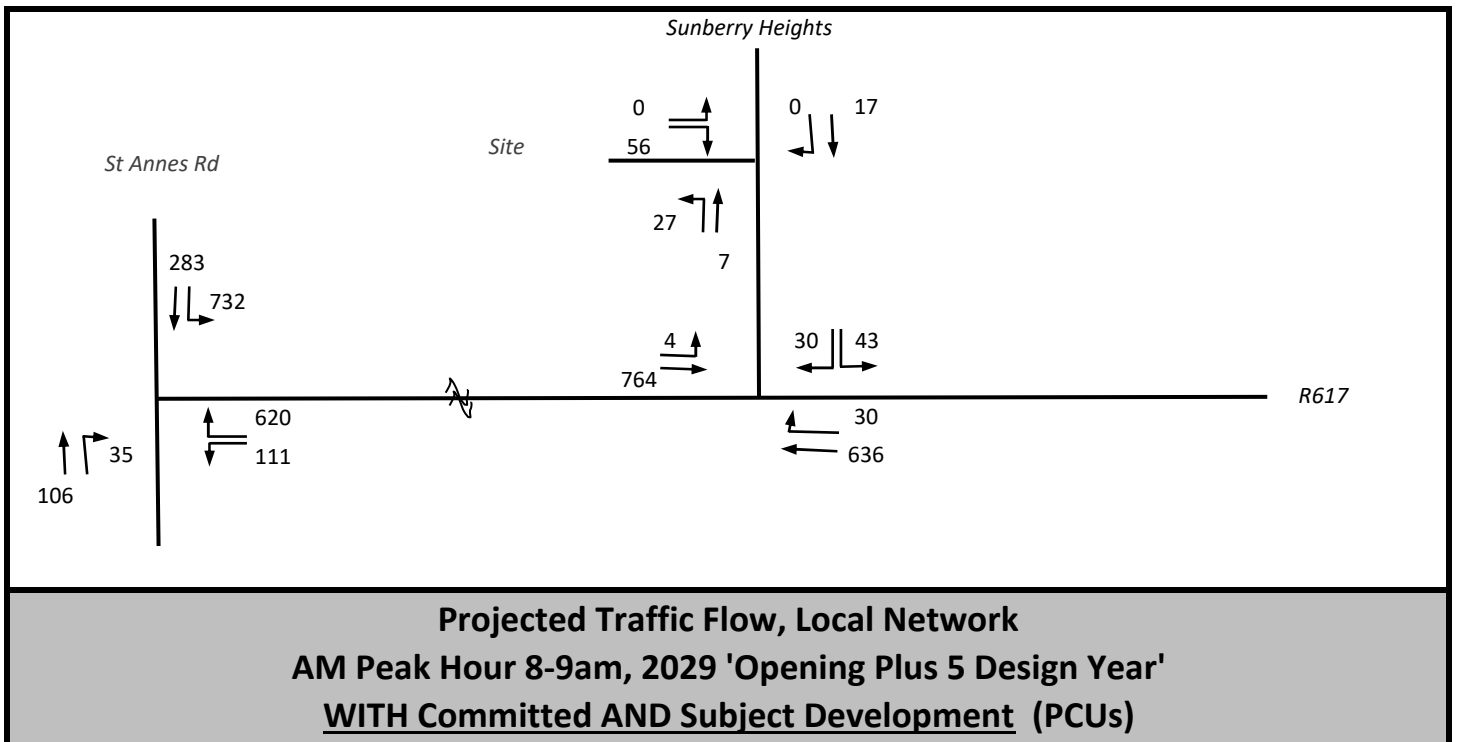 Sunberry Heights
0
0 17
Site
56
St Annes Rd
27
7
283
732
4
30 43
764
R617
620
30
35
111
636
106
Projected Traffic Flow, Local Network
AM Peak Hour 8-9am, 2029 'Opening Plus 5 Design Year'
WITH Committed AND Subject Development (PCUs)